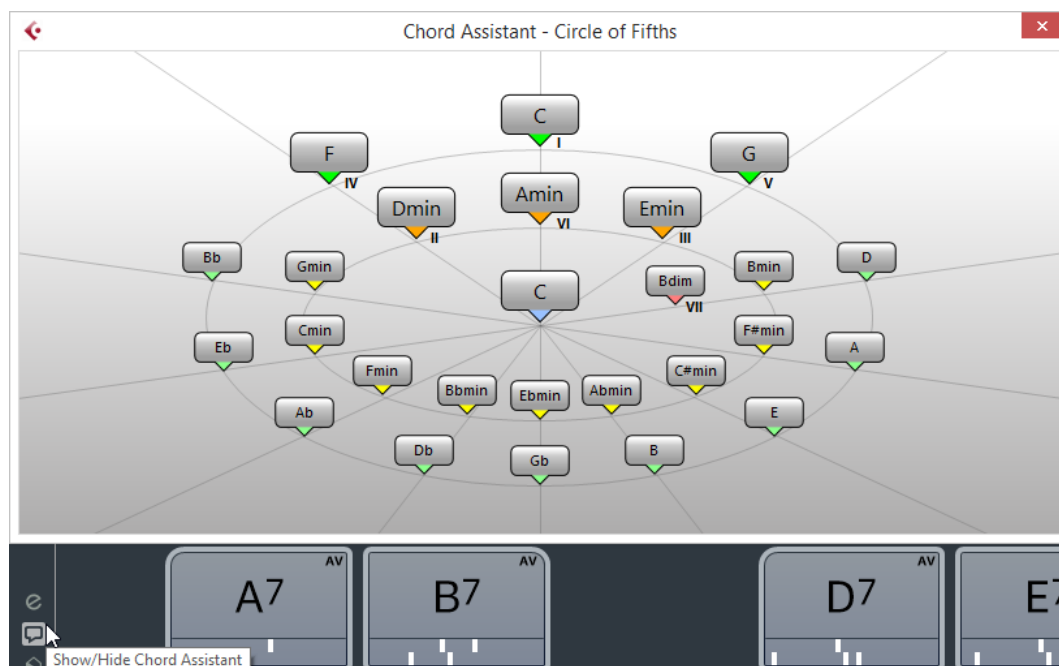 Chord Assistant - Circle of Fifths
C
I
F
IV
G
V
Amin
VI
Dmin
II
Emin
III
Bb
Gmin
Bdim
VII
Bmin
D
C
Eb
Cmin
F#min
A
Fmin
C#min
Bbmin
Ebmin
Abmin
Ab
E
Db
Gb
B
AV
AV
AV
A7
B7
D7
E7
e
Show/Hide Chord Assistant